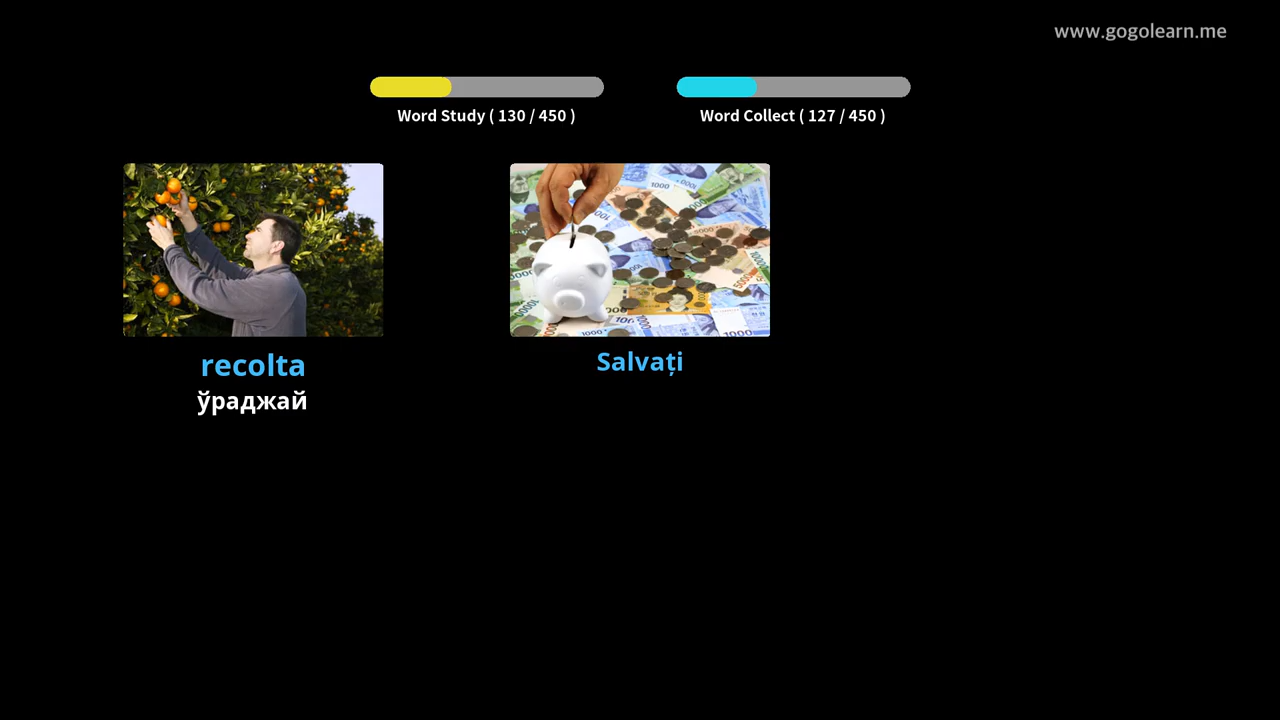 www.gogolearn.me
Word Study ( 130 / 450 )
Word Collect ( 127 / 450 )
recolta
ўраджай
Salvați